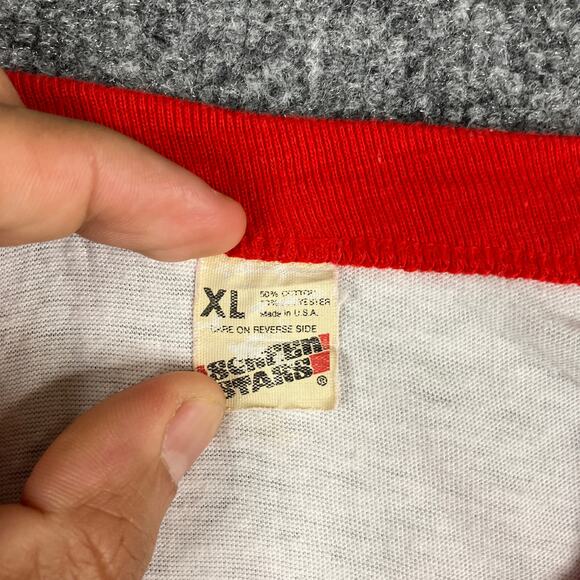 XL
50% COTTON
50% POLYESTER
Made in U.S.A.
CARE ON REVERSE SIDE
SCREEN
STARS
®